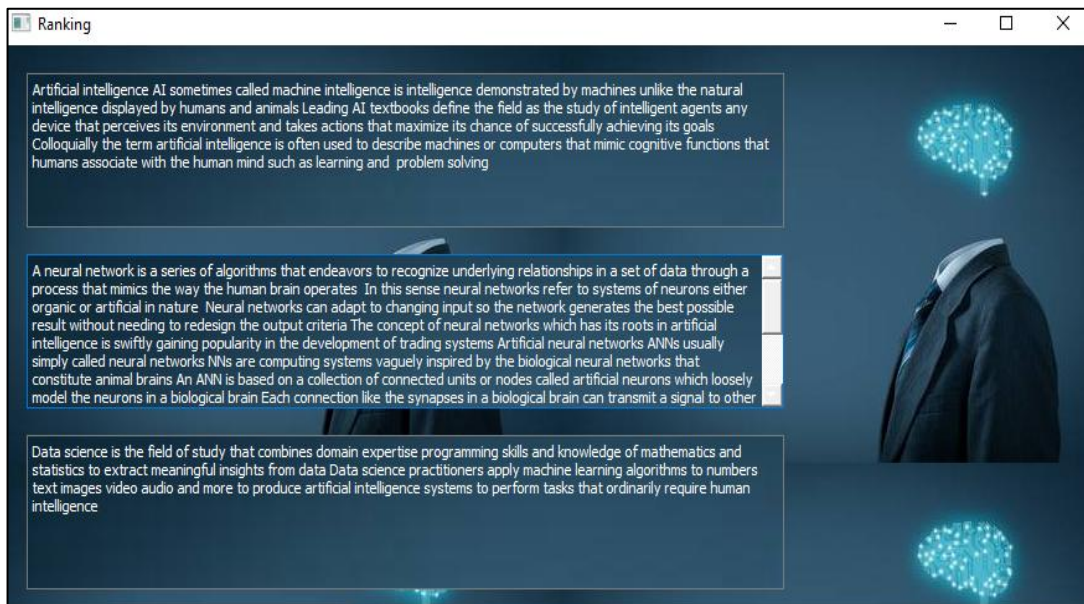 Ranking
Artificial intelligence AI sometimes called machine intelligence is intelligence demonstrated by machines unlike the natural
intelligence displayed by humans and animals Leading AI textbooks define the field as the study of intelligent agents any
device that perceives its environment and takes actions that maximize its chance of successfully achieving its goals
Colloquially the term artificial intelligence is often used to describe machines or computers that mimic cognitive functions that
humans associate with the human mind such as learning and  problem solving
A neural network is a series of algorithms that endeavors to recognize underlying relationships in a set of data through a
process that mimics the way the human brain operates  In this sense neural networks refer to systems of neurons either
organic or artificial in nature  Neural networks can adapt to changing input so the network generates the best possible
result without needing to redesign the output criteria The concept of neural networks which has its roots in artificial
intelligence is swiftly gaining popularity in the development of trading systems Artificial neural networks ANNs usually
simply called neural networks NNs are computing systems vaguely inspired by the biological neural networks that
constitute animal brains An ANN is based on a collection of connected units or nodes called artificial neurons which loosely
model the neurons in a biological brain Each connection like the synapses in a biological brain can transmit a signal to other
Data science is the field of study that combines domain expertise programming skills and knowledge of mathematics and
statistics to extract meaningful insights from data Data science practitioners apply machine learning algorithms to numbers
text images video audio and more to produce artificial intelligence systems to perform tasks that ordinarily require human
intelligence